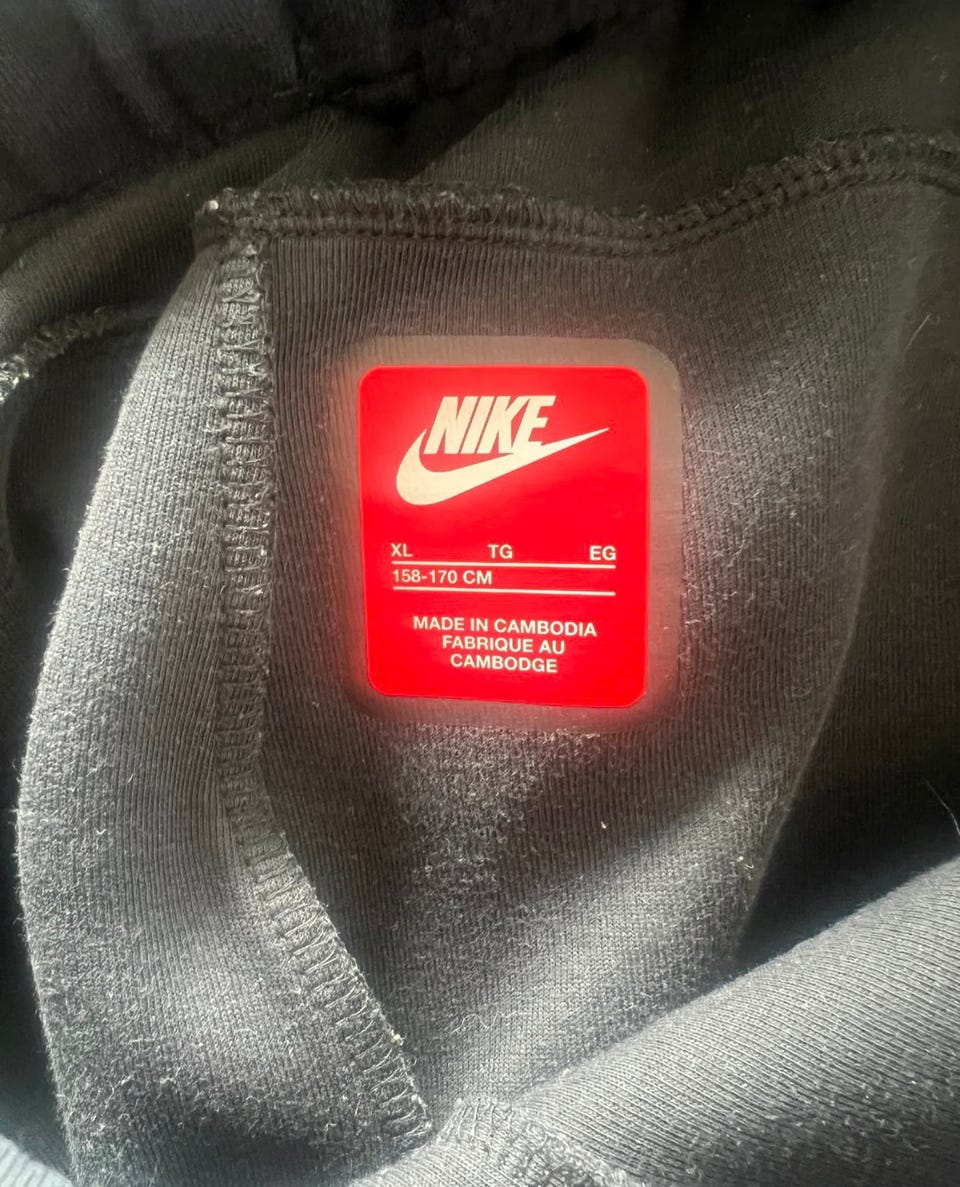 NIKE
XL TG EG
158-170 CM
MADE IN CAMBODIA
FABRIQUE AU
CAMBODGE